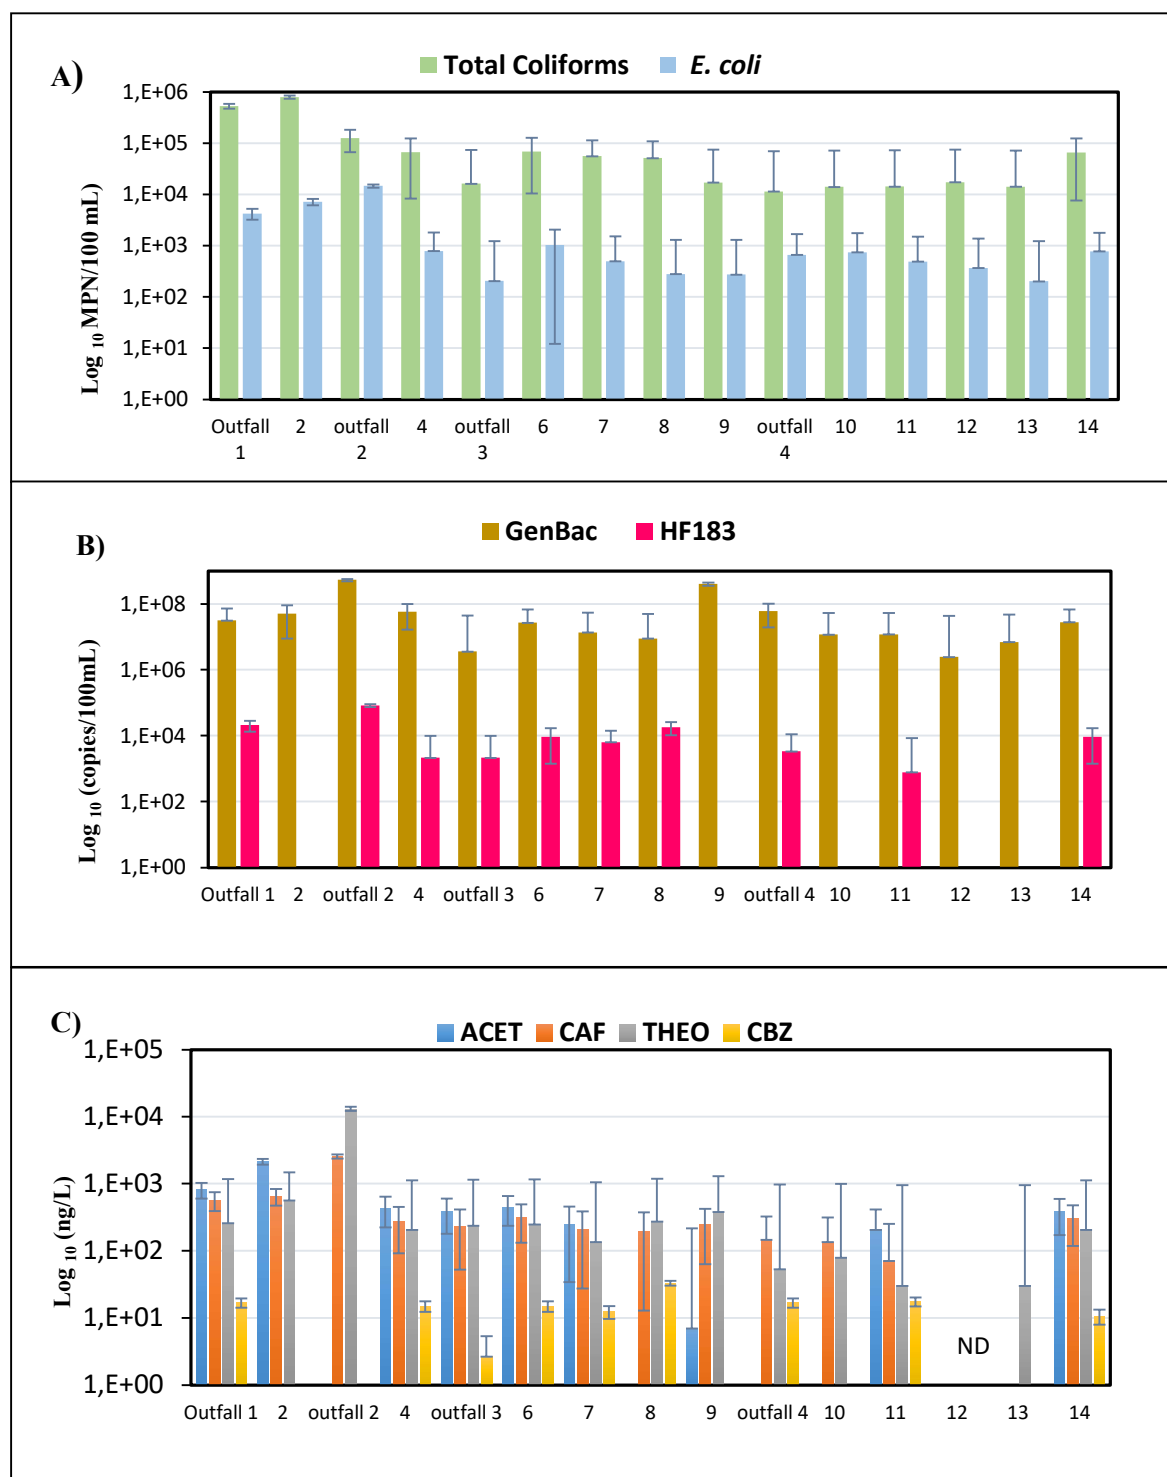 A)
Total Coliforms E. coli
1,E+06
1,E+05
1,E+04
1,E+03
1,E+02
1,E+01
1,E+00
Log 10 MPN/100 mL)
Outfall 2 outfall 4 outfall 6 7 8 9 outfall 10 11 12 13 14
1 2 3 4
B)
GenBac HF183
1,E+08
1,E+06
1,E+04
1,E+02
1,E+00
Log 10 (copies/100mL)
Outfall 1 2 outfall 2 4 outfall 3 6 7 8 9 outfall 4 10 11 12 13 14
C)
ACET CAF THEO CBZ
1,E+05
1,E+04
1,E+03
1,E+02
1,E+01
1,E+00
Log 10 (ng/L)
ND
Outfall 1 2 outfall 2 4 outfall 3 6 7 8 9 outfall 4 10 11 12 13 14